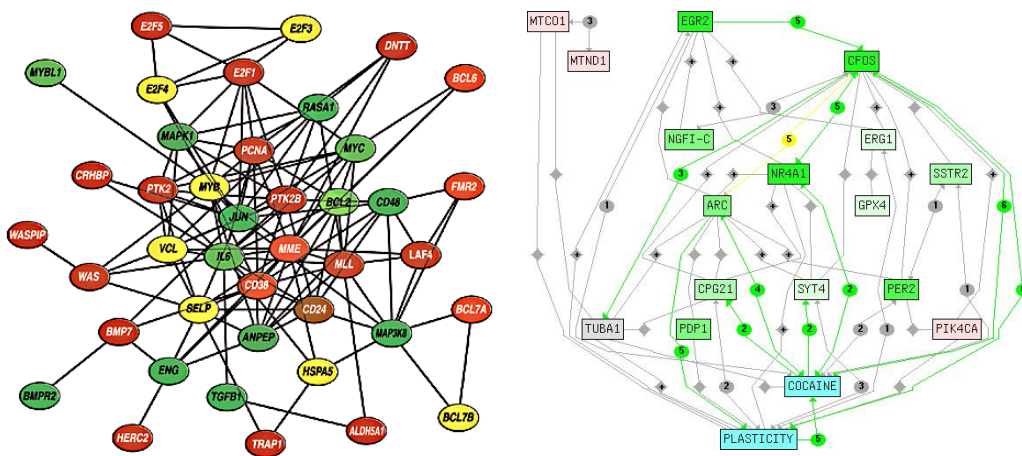 E2F5
E2F3
DNTT
MYBL1
E2F1
BCL6
E2F4
RASA1
MAPK1
PCNA
MYC
CRHBP
PTK2
MYB
PTK2B
BCL2
CD48
FMR2
JUN
WASPIP
VCL
IL6
MME
MLL
LAF4
WAS
CD38
SELP
CD24
BCL7A
BMP7
ANPEP
MAP3K8
BMPR2
ENG
HSPA5
TGFB1
BCL7B
HERC2
TRAP1
ALDH5A1
MTCO1
3
EGR2
5
MTND1
CFOS
3
5
NGFI-C
5
ERG1
3
NR4A1
SSTR2
1
ARC
GPX4
1
6
CPG21
4
SYT4
2
PER2
1
TUBA1
PDP1
2
2
2
1
PIK4CA
5
COCAINE
2
3
PLASTICITY
5